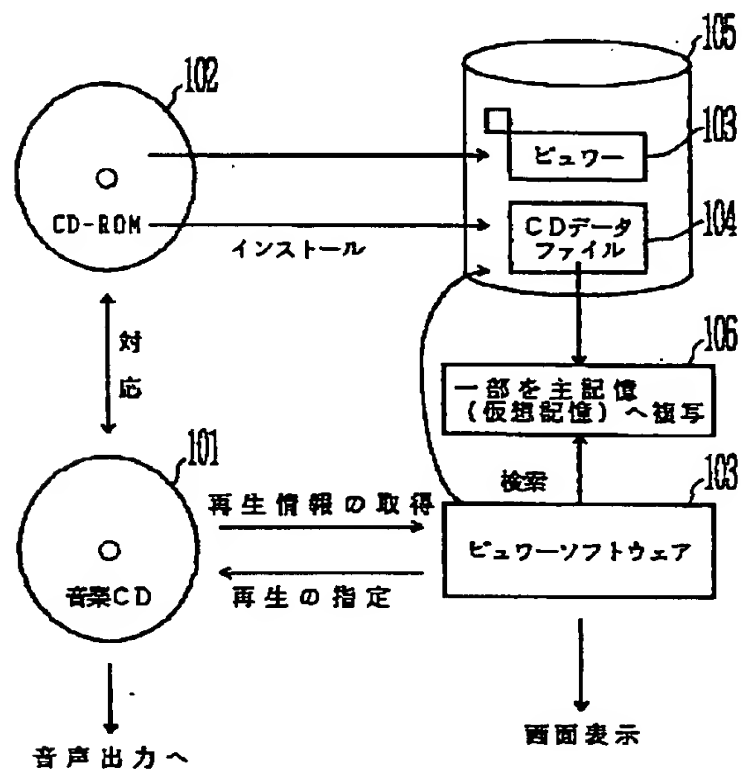 105
102
103
ビュワー
104
CDデータ
ファイル
CD-ROM
インストール
対応
106
一部を主記憶
(仮想記憶)へ複写
101
検索
103
再生情報の取得
ビュワーソフトウェア
音楽CD
再生の指定
画面表示
音声出力へ